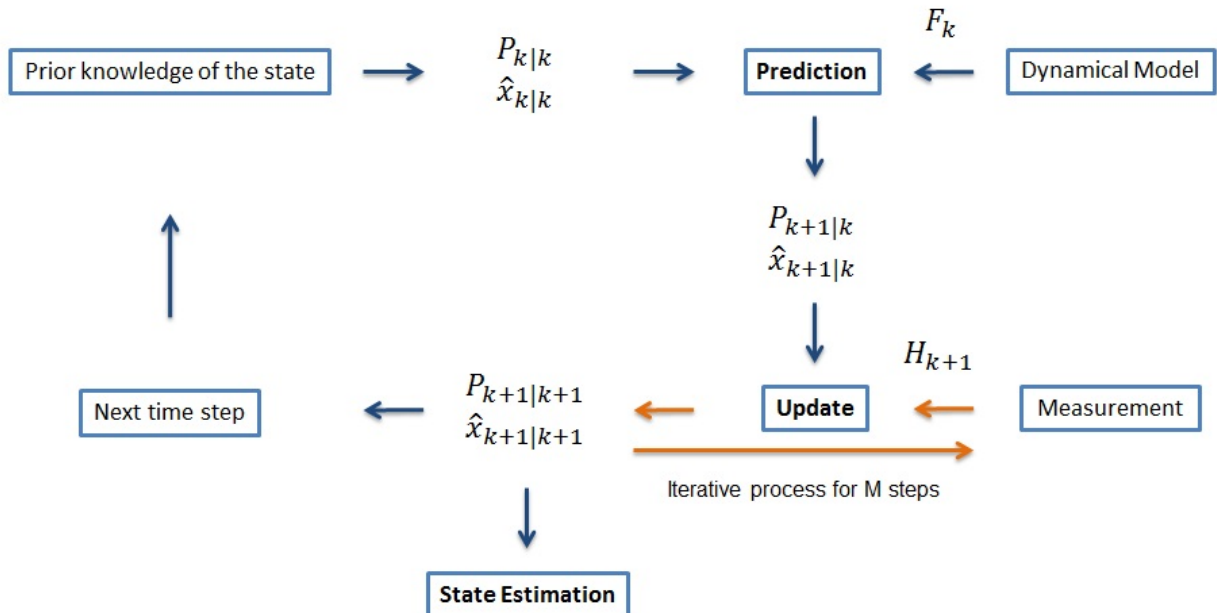 F_k
Prior knowledge of the state
P_{k|k}
x̂_{k|k}
Prediction
Dynamical Model
P_{k+1|k}
x̂_{k+1|k}
H_{k+1}
Next time step
P_{k+1|k+1}
x̂_{k+1|k+1}
Update
Measurement
Iterative process for M steps
State Estimation